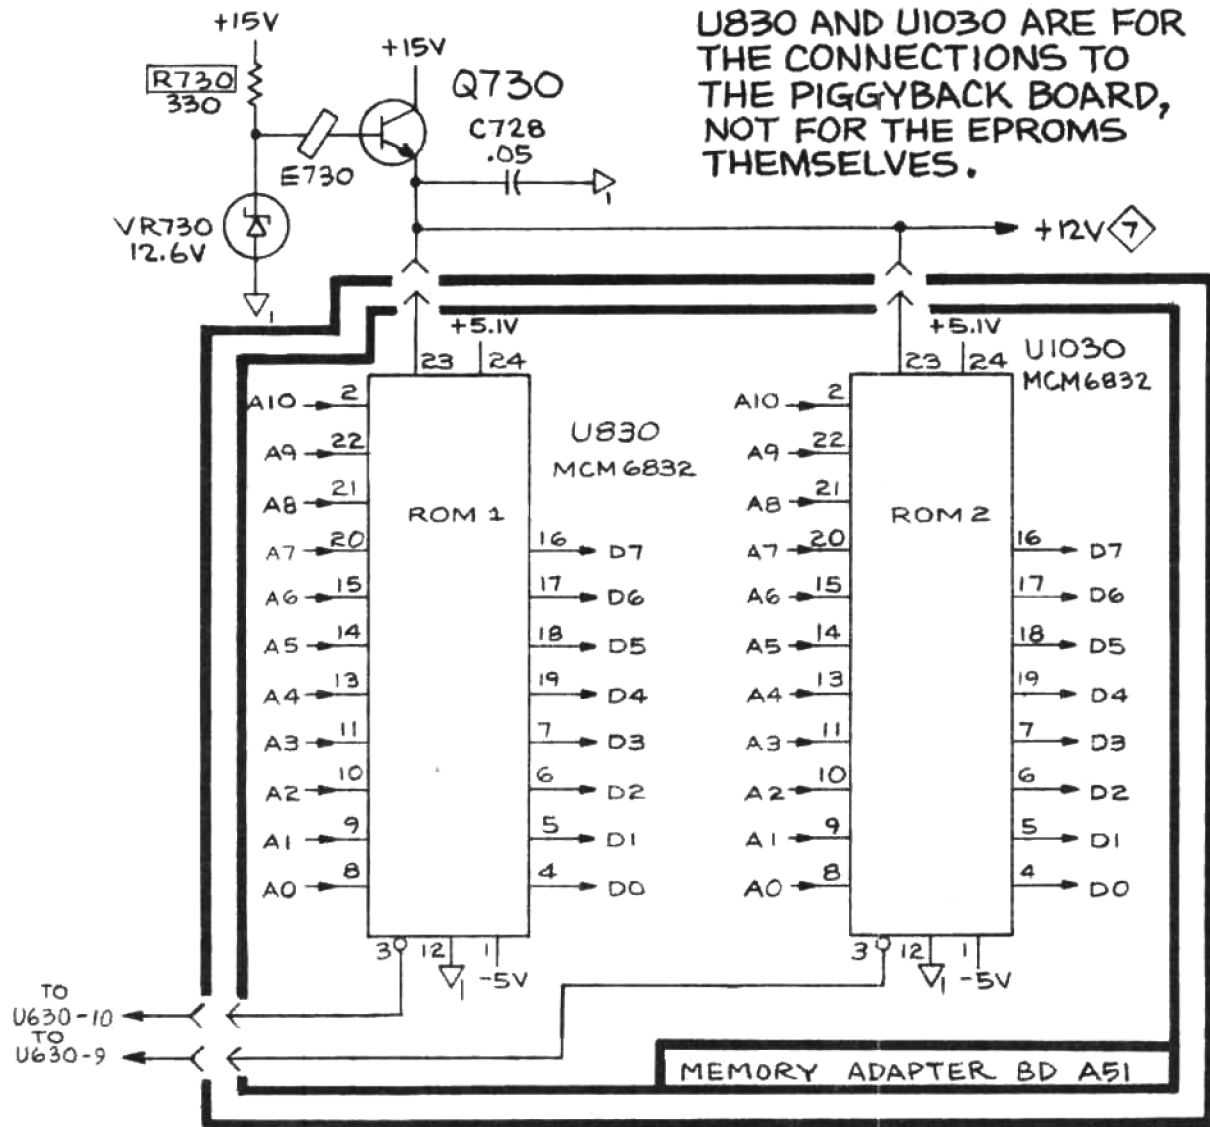 U830 AND U1030 ARE FOR
THE CONNECTIONS TO
THE PIGGYBACK BOARD,
NOT FOR THE EPROMS
THEMSELVES.
+15V
+15V
R730
330
Q730
C728
.05
E730
1
VR730
12.6V
+12V 7
1
+5.1V
+5.1V
23 24
23 24
U1030
MCM6832
U830
MCM6832
ROM 1
A10 2
A9 22
A8 21
A7 20
A6 15
A5 14
A4 13
A3 11
A2 10
A1 9
A0 8
16 D7
17 D6
18 D5
19 D4
7 D3
6 D2
5 D1
4 D0
3 12 1
1 -5V
ROM 2
A10 2
A9 22
A8 21
A7 20
A6 15
A5 14
A4 13
A3 11
A2 10
A1 9
A0 8
16 D7
17 D6
18 D5
19 D4
7 D3
6 D2
5 D1
4 D0
3 12 1
1 -5V
TO
U630-10
TO
U630-9
MEMORY ADAPTER BD A51